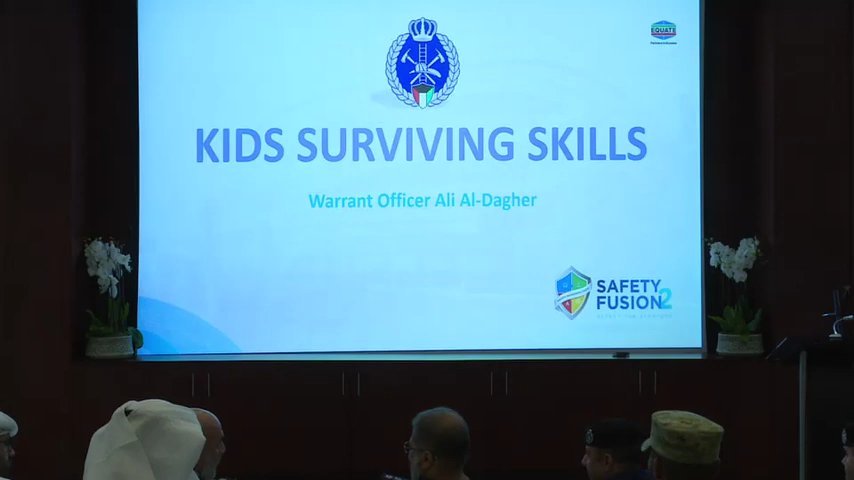 EQUATE
KIDS SURVIVING SKILLS
Warrant Officer Ali Al-Dagher
SAFETY
FUSION2